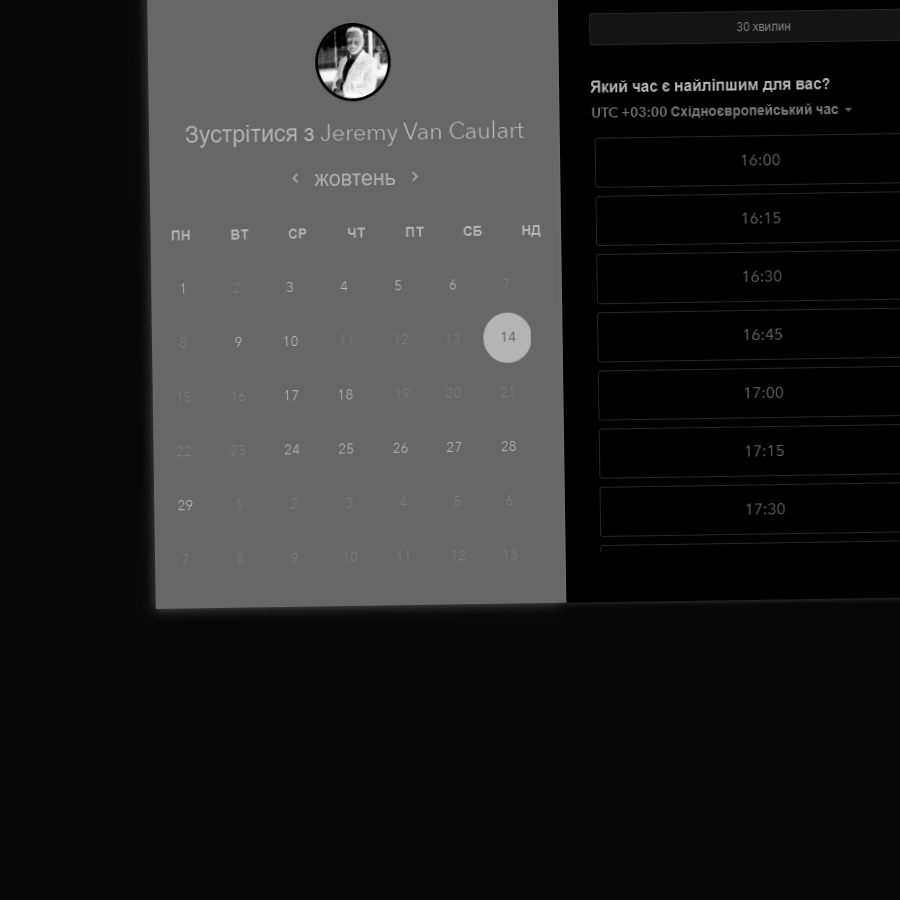 Зустрітися з Jeremy Van Caulart
жовтень
ПН ВТ СР ЧТ ПТ СБ НД
1 2 3 4 5 6 7
8 9 10 11 12 13 14
15 16 17 18 19 20 21
22 23 24 25 26 27 28
29 1 2 3 4 5 6
7 8 9 10 11 12 13
30 хвилин
Який час є найліпшим для вас?
UTC +03:00 Східноєвропейський час
16:00
16:15
16:30
16:45
17:00
17:15
17:30